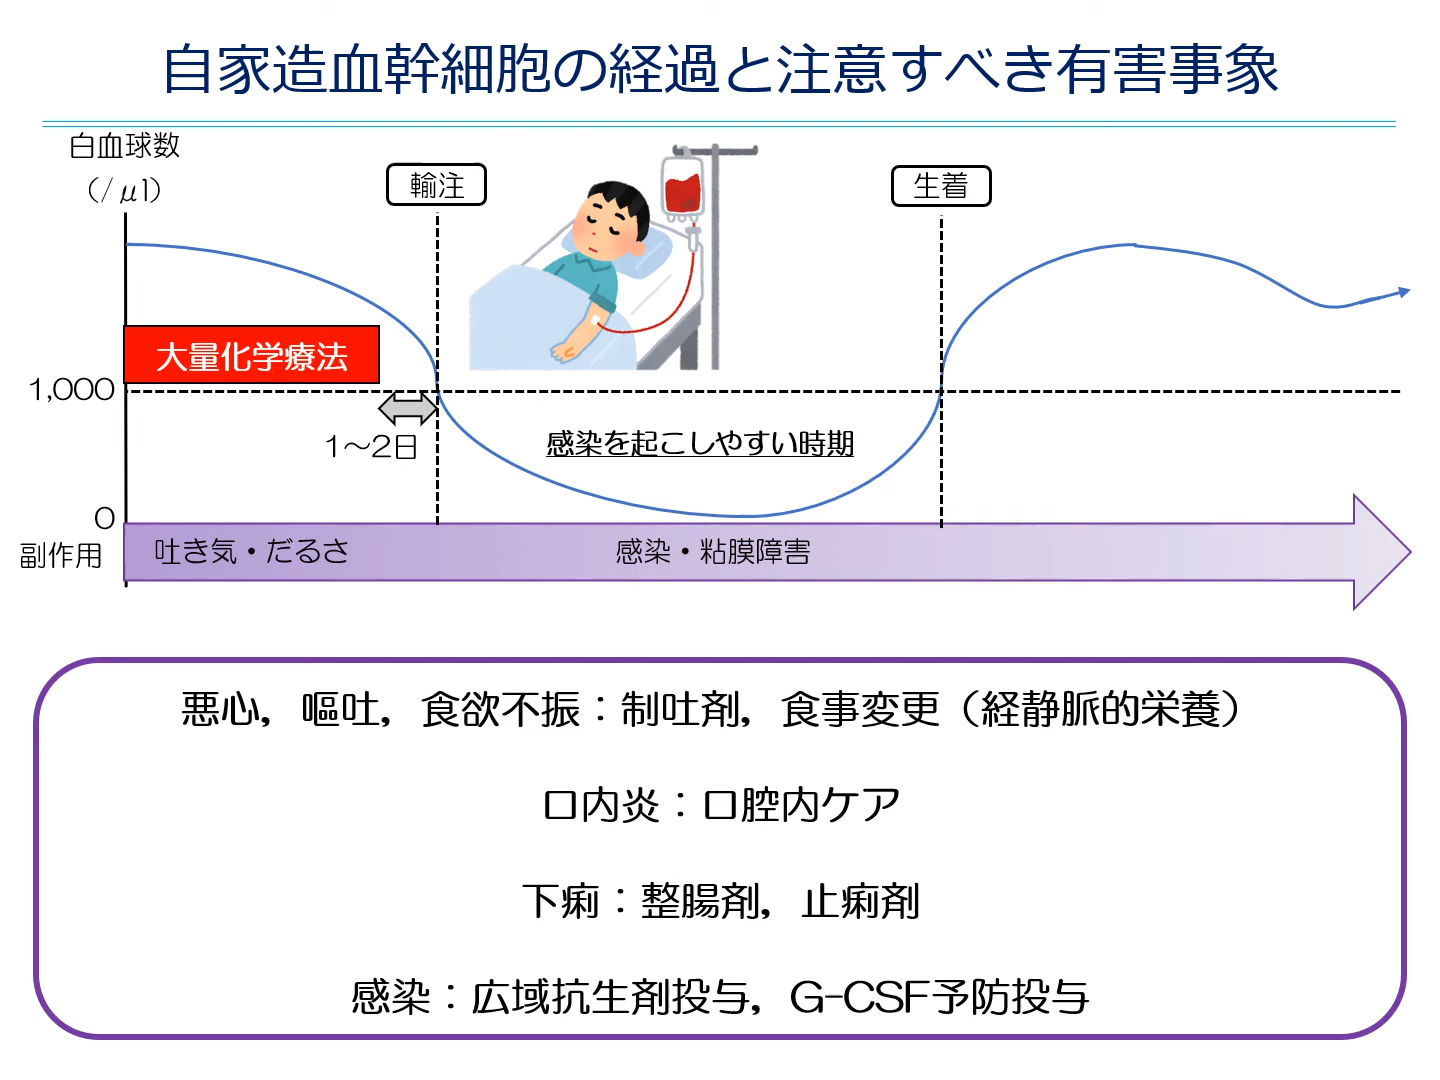 自家造血幹細胞の経過と注意すべき有害事象
白血球数
（/μl）
輸注
生着
大量化学療法
1,000
1～2日
感染を起こしやすい時期
0
副作用
吐き気・だるさ
感染・粘膜障害
悪心，嘔吐，食欲不振：制吐剤，食事変更（経静脈的栄養）
口内炎：口腔内ケア
下痢：整腸剤，止痢剤
感染：広域抗生剤投与，G-CSF予防投与